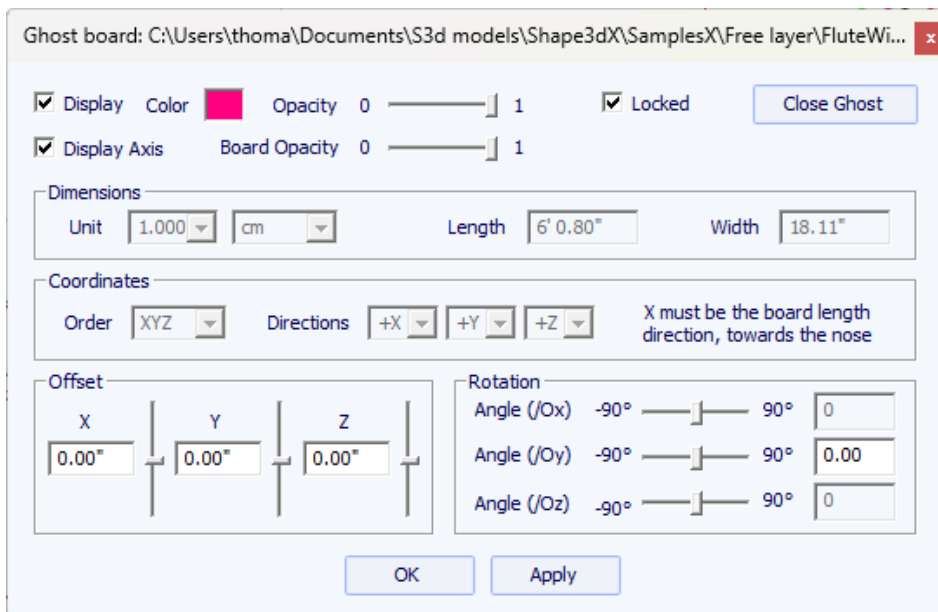 Ghost board: C:\Users\thoma\Documents\S3d models\Shape3dX\SamplesX\Free layer\FluteWi... x
Display Color Opacity 0 1 Locked Close Ghost
Display Axis Board Opacity 0 1
Dimensions
Unit 1.000 cm Length 6' 0.80" Width 18.11"
Coordinates
Order XYZ Directions +X +Y +Z X must be the board length
direction, towards the nose
Offset
X Y Z
0.00" 0.00" 0.00"
Rotation
Angle (/Ox) -90° 90° 0
Angle (/Oy) -90° 90° 0.00
Angle (/Oz) -90° 90° 0
OK Apply